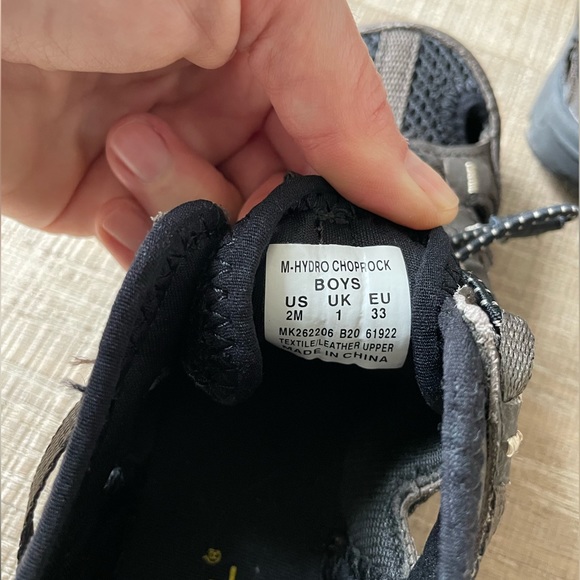 M-HYDRO CHOPROCK
BOYS
US UK EU
2M 1 33
MK262206 B20 61922
TEXTILE/LEATHER UPPER
MADE IN CHINA